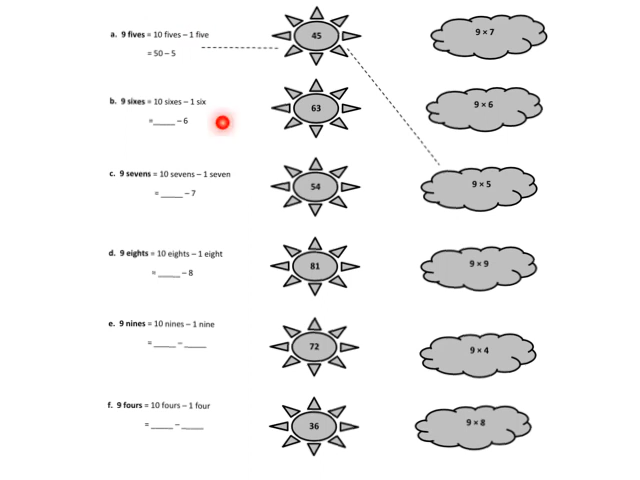 a. 9 fives = 10 fives – 1 five
= 50 – 5
45
9 × 7
b. 9 sixes = 10 sixes – 1 six
=_____ – 6
63
9 × 6
c. 9 sevens = 10 sevens – 1 seven
= _____ – 7
54
9 × 5
d. 9 eights = 10 eights – 1 eight
= _____ – 8
81
9 × 9
e. 9 nines = 10 nines – 1 nine
= _____ – _____
72
9 × 4
f. 9 fours = 10 fours – 1 four
= _____ – _____
36
9 × 8